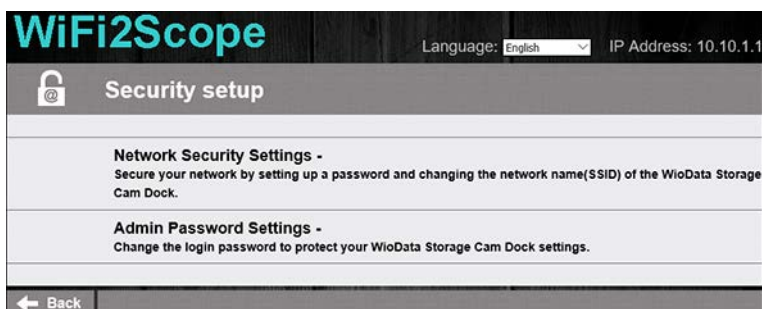 WiFi2Scope
Language: English IP Address: 10.10.1.1
@
Security setup
Network Security Settings -
Secure your network by setting up a password and changing the network name(SSID) of the WioData Storage
Cam Dock.
Admin Password Settings -
Change the login password to protect your WioData Storage Cam Dock settings.
Back